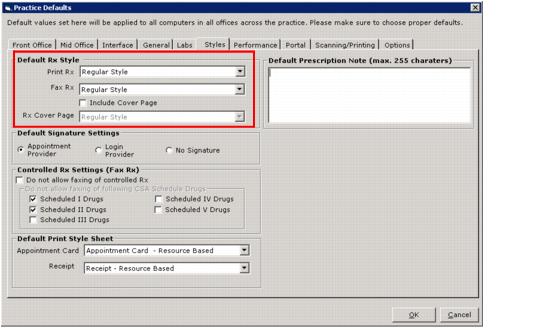 Practice Defaults
Default values set here will be applied to all computers in all offices across the practice. Please make sure to choose proper defaults.
Front Office Mid Office Interface General Labs Styles Performance Portal Scanning/Printing Options
Default Rx Style
Print Rx Regular Style
Fax Rx Regular Style
Include Cover Page
Rx Cover Page Regular Style
Default Prescription Note (max. 255 charaters)
Default Signature Settings
Appointment Provider
Login Provider
No Signature
Controlled Rx Settings (Fax Rx)
Do not allow faxing of controlled Rx
Do not allow faxing of following CSA Schedule Drugs
Scheduled I Drugs Scheduled IV Drugs
Scheduled II Drugs Scheduled V Drugs
Scheduled III Drugs
Default Print Style Sheet
Appointment Card Appointment Card - Resource Based
Receipt Receipt - Resource Based
OK Cancel